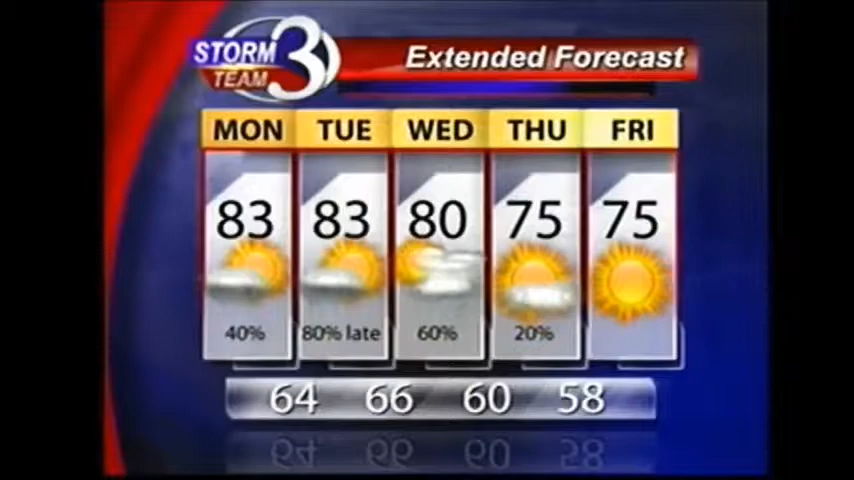 STORM
TEAM 3
Extended Forecast
MON TUE WED THU FRI
83 83 80 75 75
40% 80% late 60% 20%
64 66 60 58